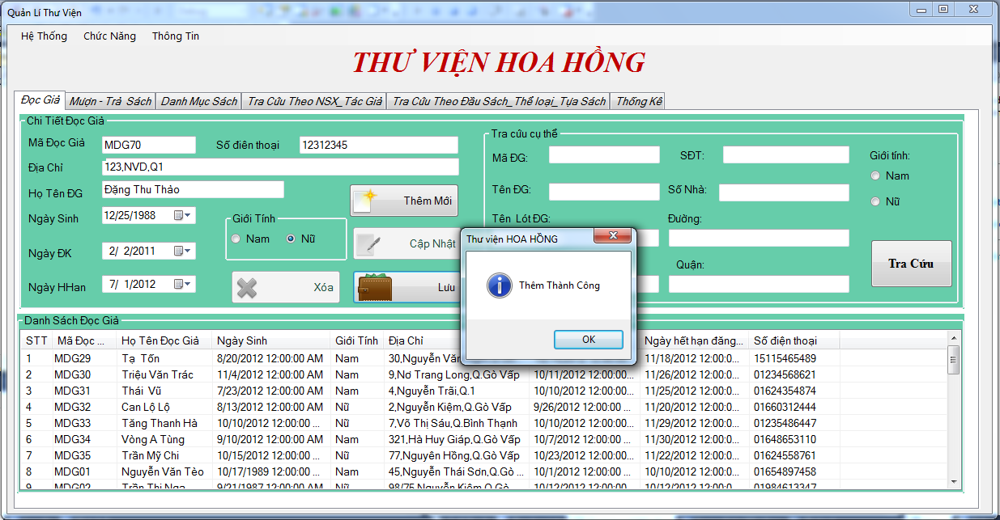 Quản Lí Thư Viện
Hệ Thống Chức Năng Thông Tin
THƯ VIỆN HOA HỒNG
Đọc Giả Mượn - Trả Sách Danh Mục Sách Tra Cứu Theo NSX_Tác Giả Tra Cứu Theo Đầu Sách_Thể loại_Tựa Sách Thống Kê
Chi Tiết Đọc Giả
Mã Đọc Giả MDG70 Số điện thoại 12312345
Địa Chỉ 123,NVD,Q1
Họ Tên ĐG Đặng Thu Thảo
Thêm Mới
Ngày Sinh 12/25/1988
Giới Tính
Nam Nữ
Cập Nhật
Ngày ĐK 2/ 2/2011
Ngày HHan 7/ 1/2012
Xóa Lưu
Tra cứu cụ thể
Mã ĐG: SĐT: Giới tính:
Nam
Tên ĐG: Số Nhà:
Nữ
Tên Lót ĐG: Đường:
Quận:
Tra Cứu
Thư viện HOA HỒNG
Thêm Thành Công
OK
Danh Sách Đọc Giả
STT Mã Đọc ... Họ Tên Đọc Giả Ngày Sinh Giới Tính Địa Chỉ Ngày hết hạn đăng... Số điện thoại
1 MDG29 Tạ Tốn 8/20/2012 12:00:00 AM Nam 30,Nguyễn 11/18/2012 12:00:0... 15115465489
2 MDG30 Triệu Văn Trác 11/4/2012 12:00:00 AM Nam 9,Nơ Trang Long,Q.Gò Vấp 10/11/2012 12:00:00... 11/26/2012 12:00:0... 01234568621
3 MDG31 Thái Vũ 7/23/2012 12:00:00 AM Nam 4,Nguyễn Trãi,Q.1 10/10/2012 12:00:00... 11/25/2012 12:00:0... 01624354874
4 MDG32 Can Lộ Lộ 8/13/2012 12:00:00 AM Nữ 2,Nguyễn Kiệm,Q.Gò Vấp 9/26/2012 12:00:00 ... 11/20/2012 12:00:0... 01660312444
5 MDG33 Tăng Thanh Hà 10/10/2012 12:00:00 ... Nữ 7,Võ Thị Sáu,Q.Bình Thạnh 10/10/2012 12:00:00... 11/29/2012 12:00:0... 01235486447
6 MDG34 Vòng A Tùng 9/10/2012 12:00:00 AM Nam 321,Hà Huy Giáp,Q.Gò Vấp 10/7/2012 12:00:00 ... 11/30/2012 12:00:0... 01648653110
7 MDG35 Trần Mỹ Chi 10/15/2012 12:00:00 ... Nữ 77,Nguyên Hồng,Q.Gò Vấp 10/23/2012 12:00:00... 11/22/2012 12:00:0... 01624558761
8 MDG01 Nguyễn Văn Tèo 10/17/1989 12:00:00 ... Nam 45,Nguyễn Thái Sơn,Q.Gò ... 10/1/2012 12:00:00 ... 10/10/2012 12:00:0... 01654897458
9 MDG02 Trần Thị Nga 9/21/1987 12:00:00 AM Nữ 98/75,Nguyễn Kiệm,Q.Gò 10/12/2012 12:00:00... 10/12/2012 12:00:0... 01984613347